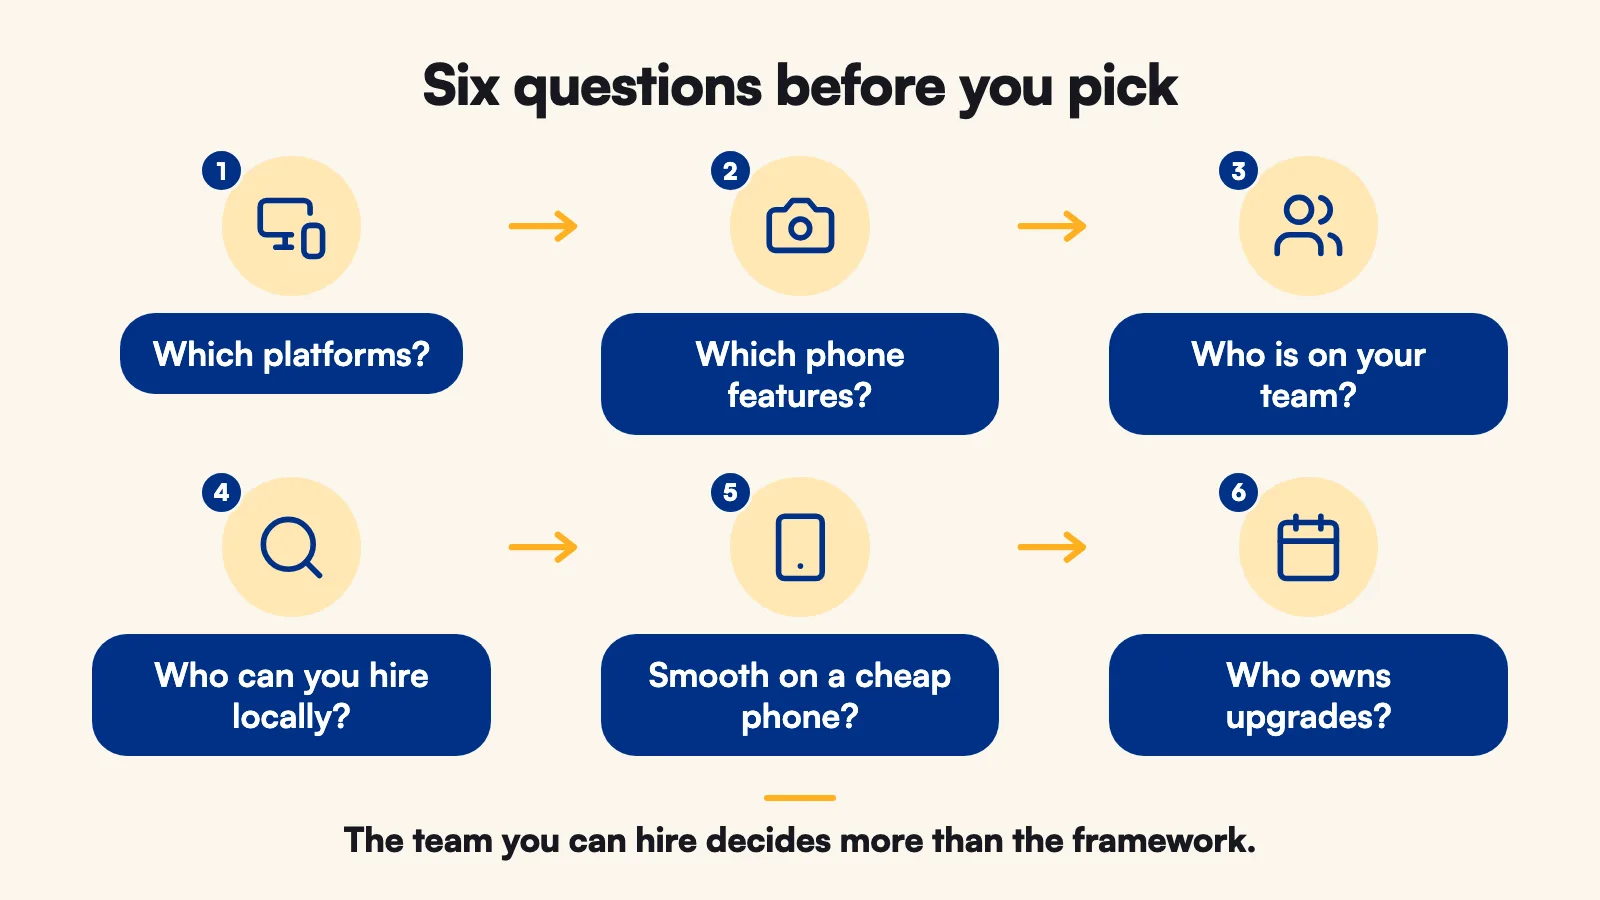 Six questions before you pick
1
Which platforms?
2
Which phone
features?
3
Who is on your
team?
4
Who can you hire
locally?
5
Smooth on a cheap
phone?
6
Who owns
upgrades?
The team you can hire decides more than the framework.